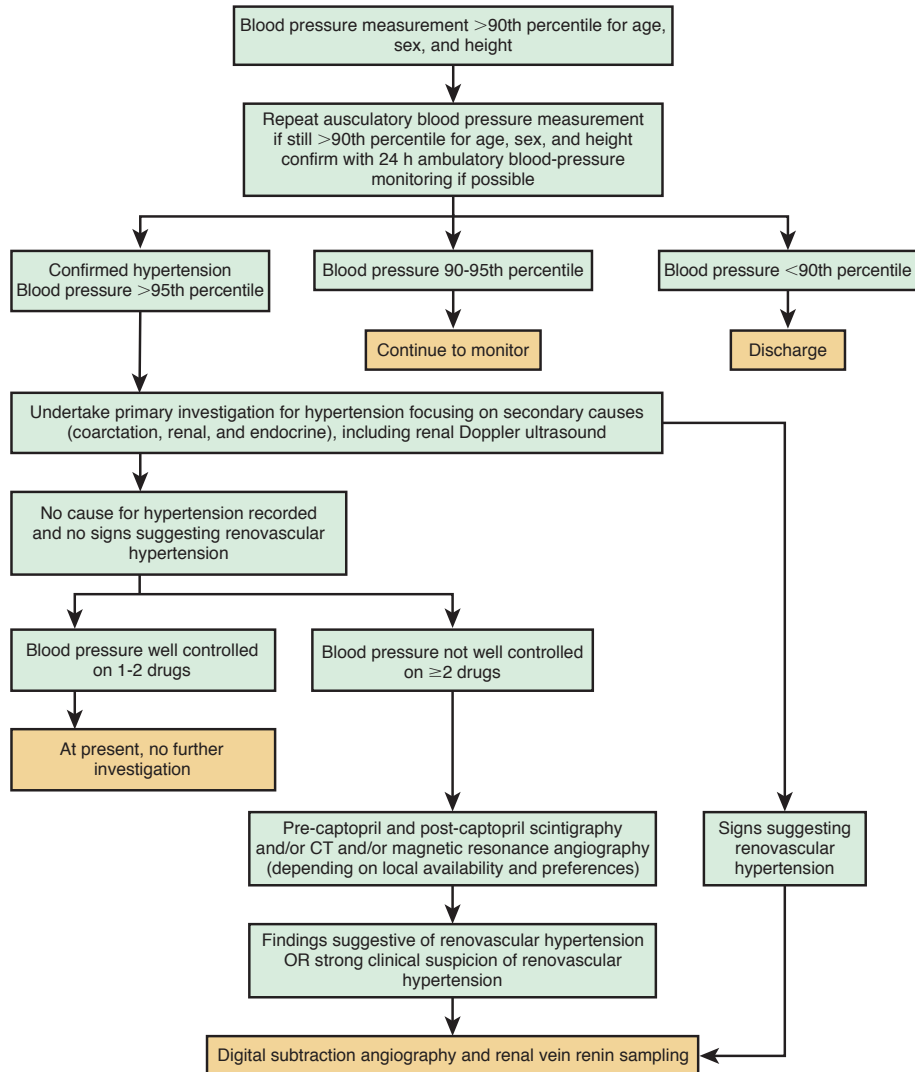 Blood pressure measurement >90th percentile for age,
sex, and height
Repeat ausculatory blood pressure measurement
if still >90th percentile for age, sex, and height
confirm with 24 h ambulatory blood-pressure
monitoring if possible
Confirmed hypertension
Blood pressure >95th percentile
Blood pressure 90-95th percentile
Blood pressure <90th percentile
Continue to monitor
Discharge
Undertake primary investigation for hypertension focusing on secondary causes
(coarctation, renal, and endocrine), including renal Doppler ultrasound
No cause for hypertension recorded
and no signs suggesting renovascular
hypertension
Blood pressure well controlled
on 1-2 drugs
Blood pressure not well controlled
on ≥2 drugs
At present, no further
investigation
Pre-captopril and post-captopril scintigraphy
and/or CT and/or magnetic resonance angiography
(depending on local availability and preferences)
Signs suggesting
renovascular
hypertension
Findings suggestive of renovascular hypertension
OR strong clinical suspicion of renovascular
hypertension
Digital subtraction angiography and renal vein renin sampling